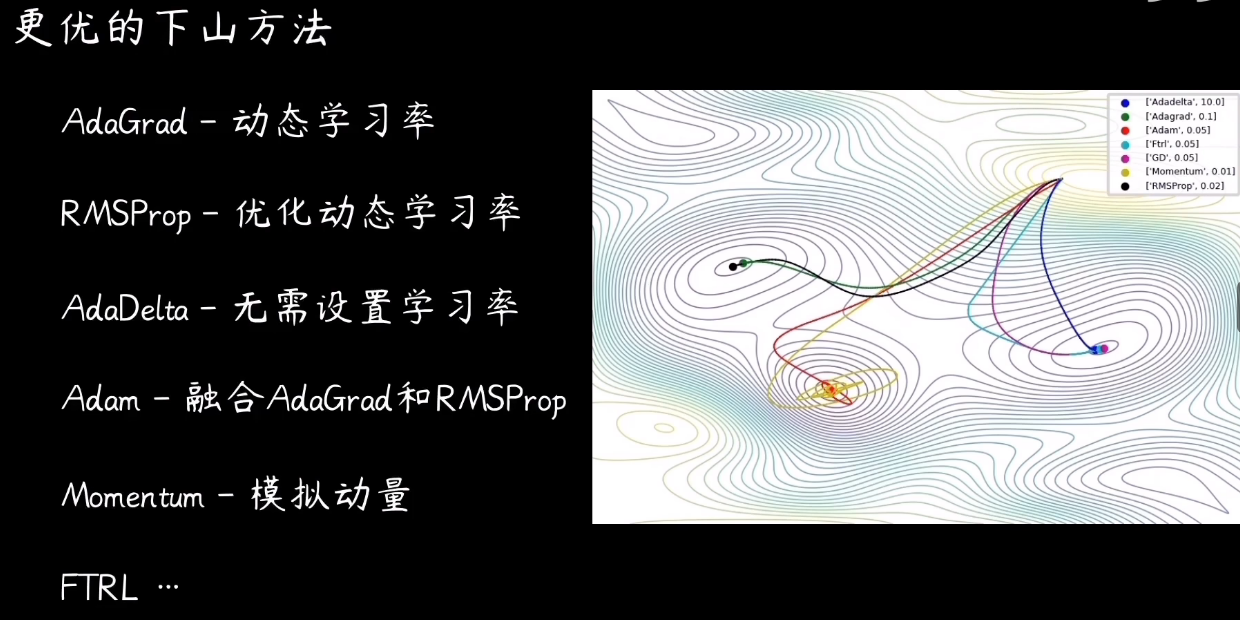 更优的下山方法
AdaGrad – 动态学习率
RMSProp – 优化动态学习率
AdaDelta – 无需设置学习率
Adam – 融合AdaGrad和RMSProp
Momentum – 模拟动量
FTRL …
['Adadelta', 10.0]
['Adagrad', 0.1]
['Adam', 0.05]
['Ftrl', 0.05]
['GD', 0.05]
['Momentum', 0.01]
['RMSProp', 0.02]